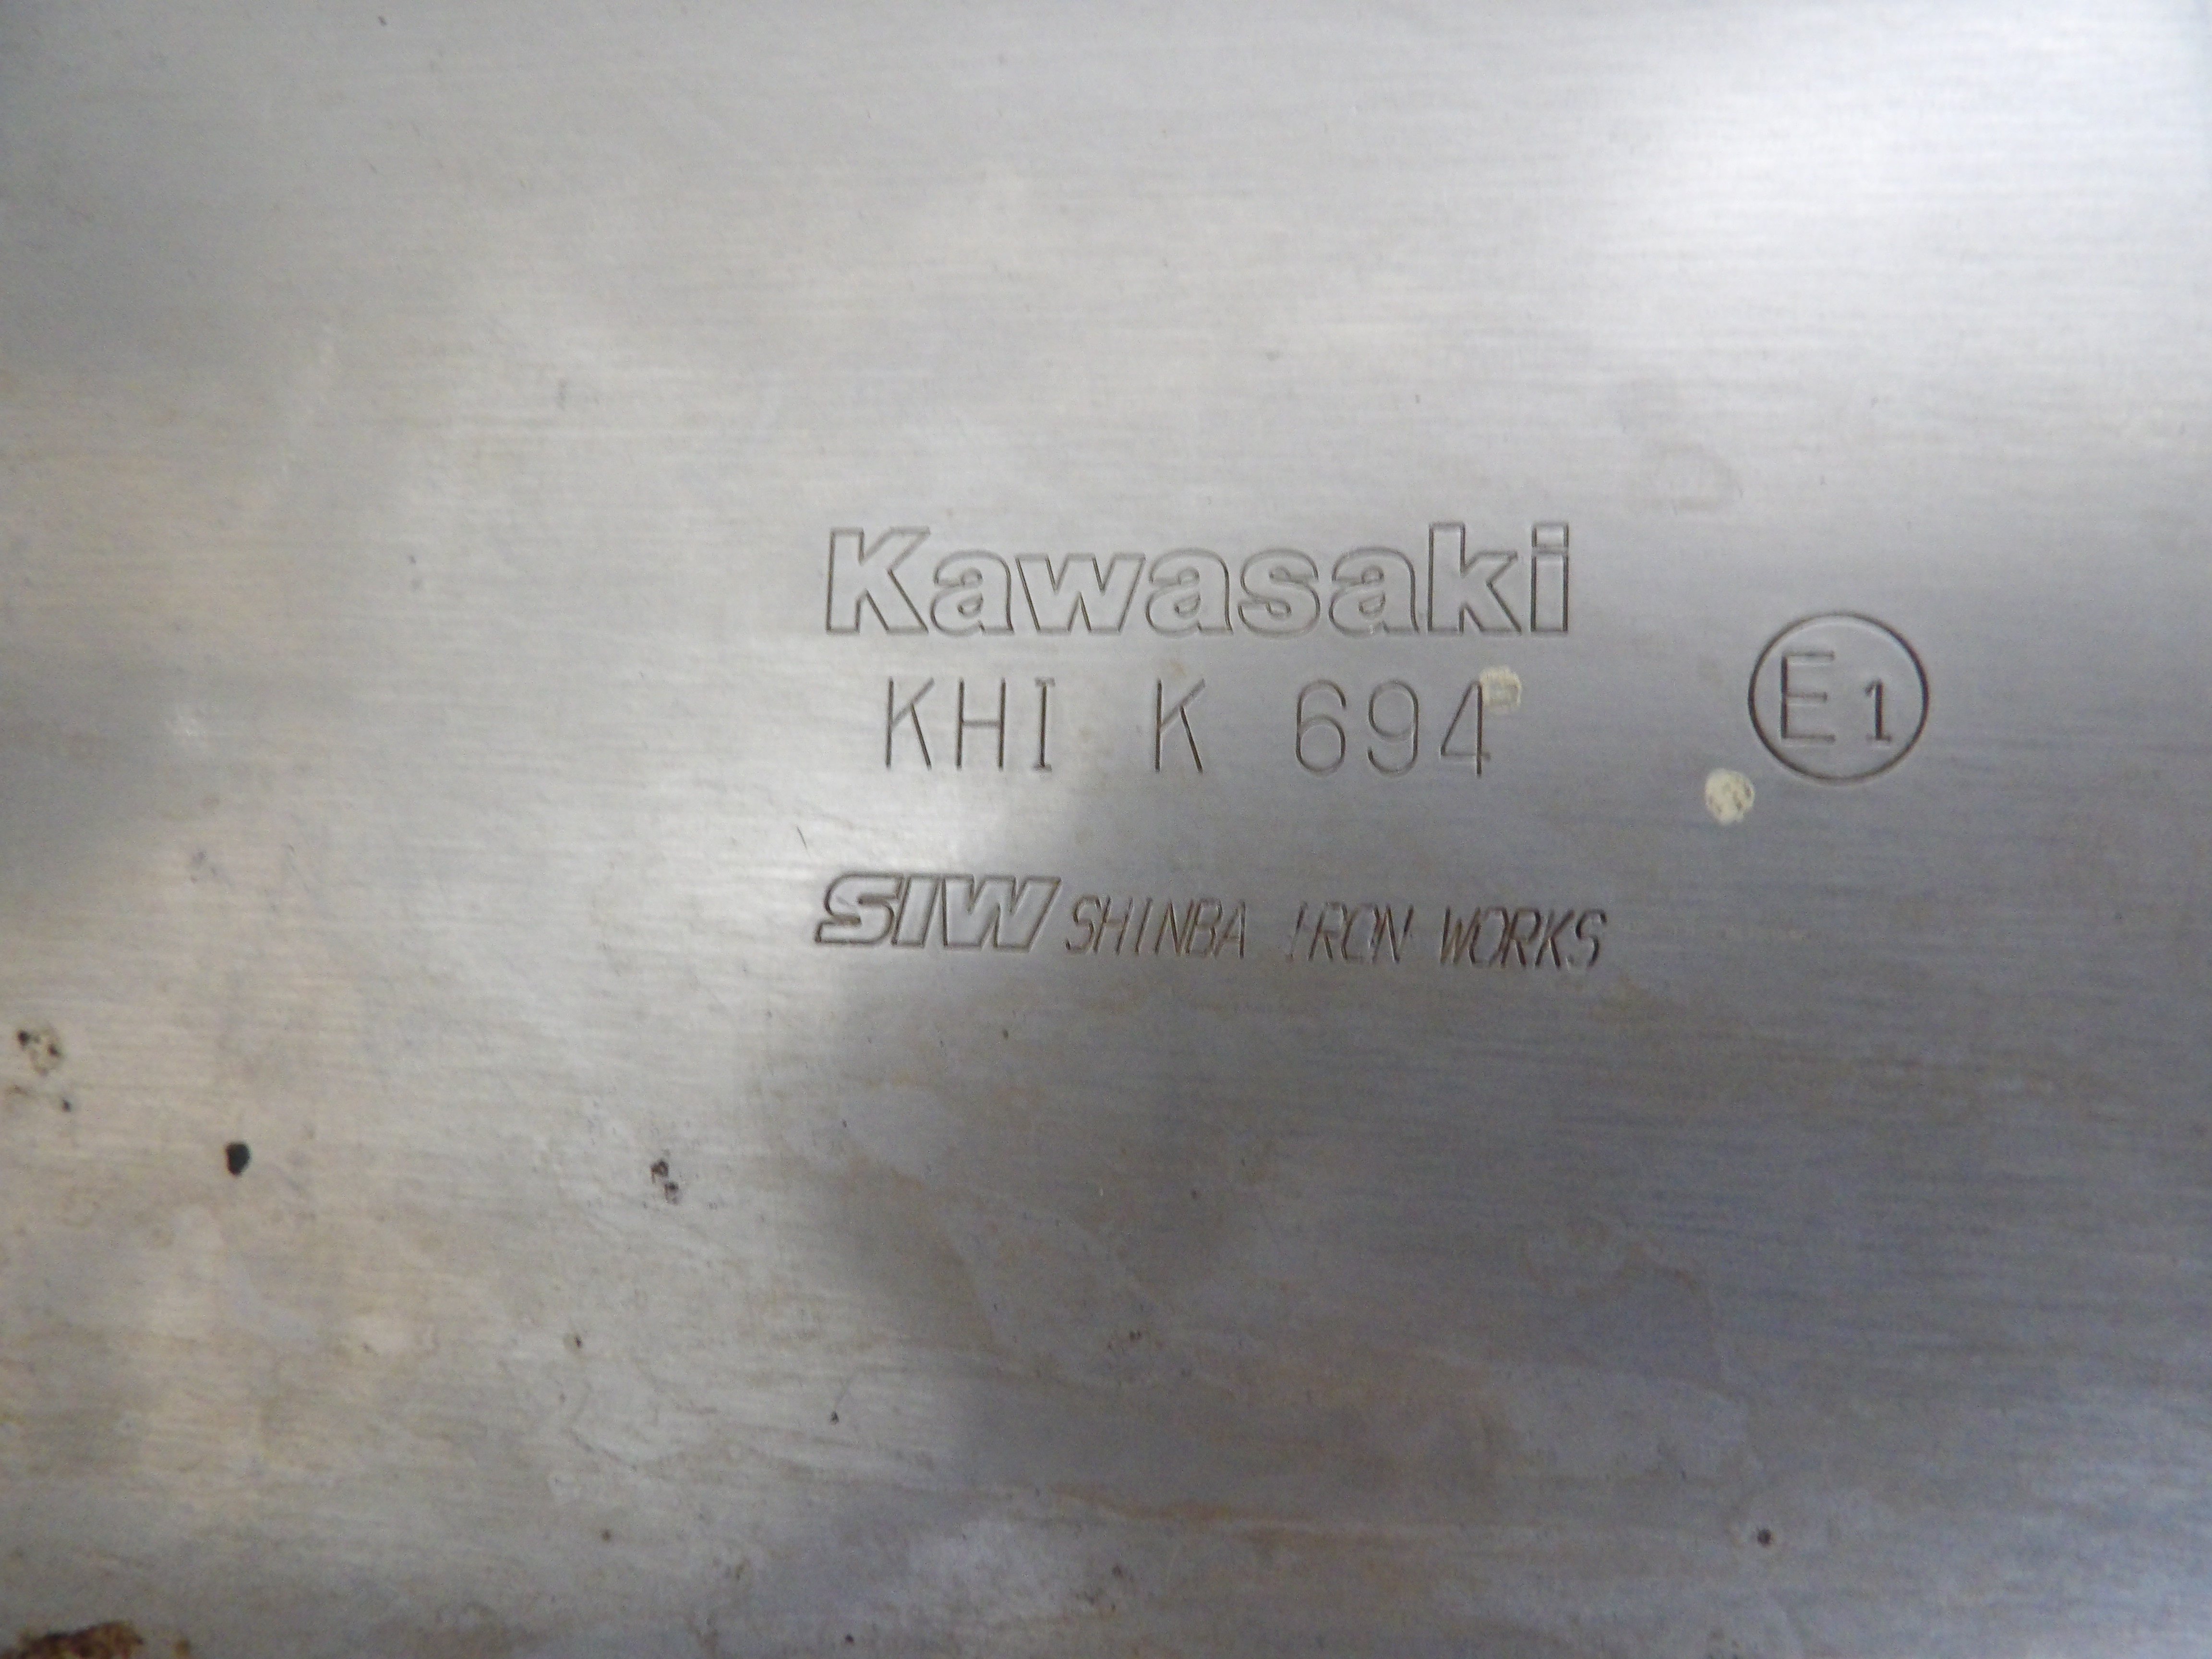 Kawasaki
KHI K 694
E1
SIW SHINBA IRON WORKS